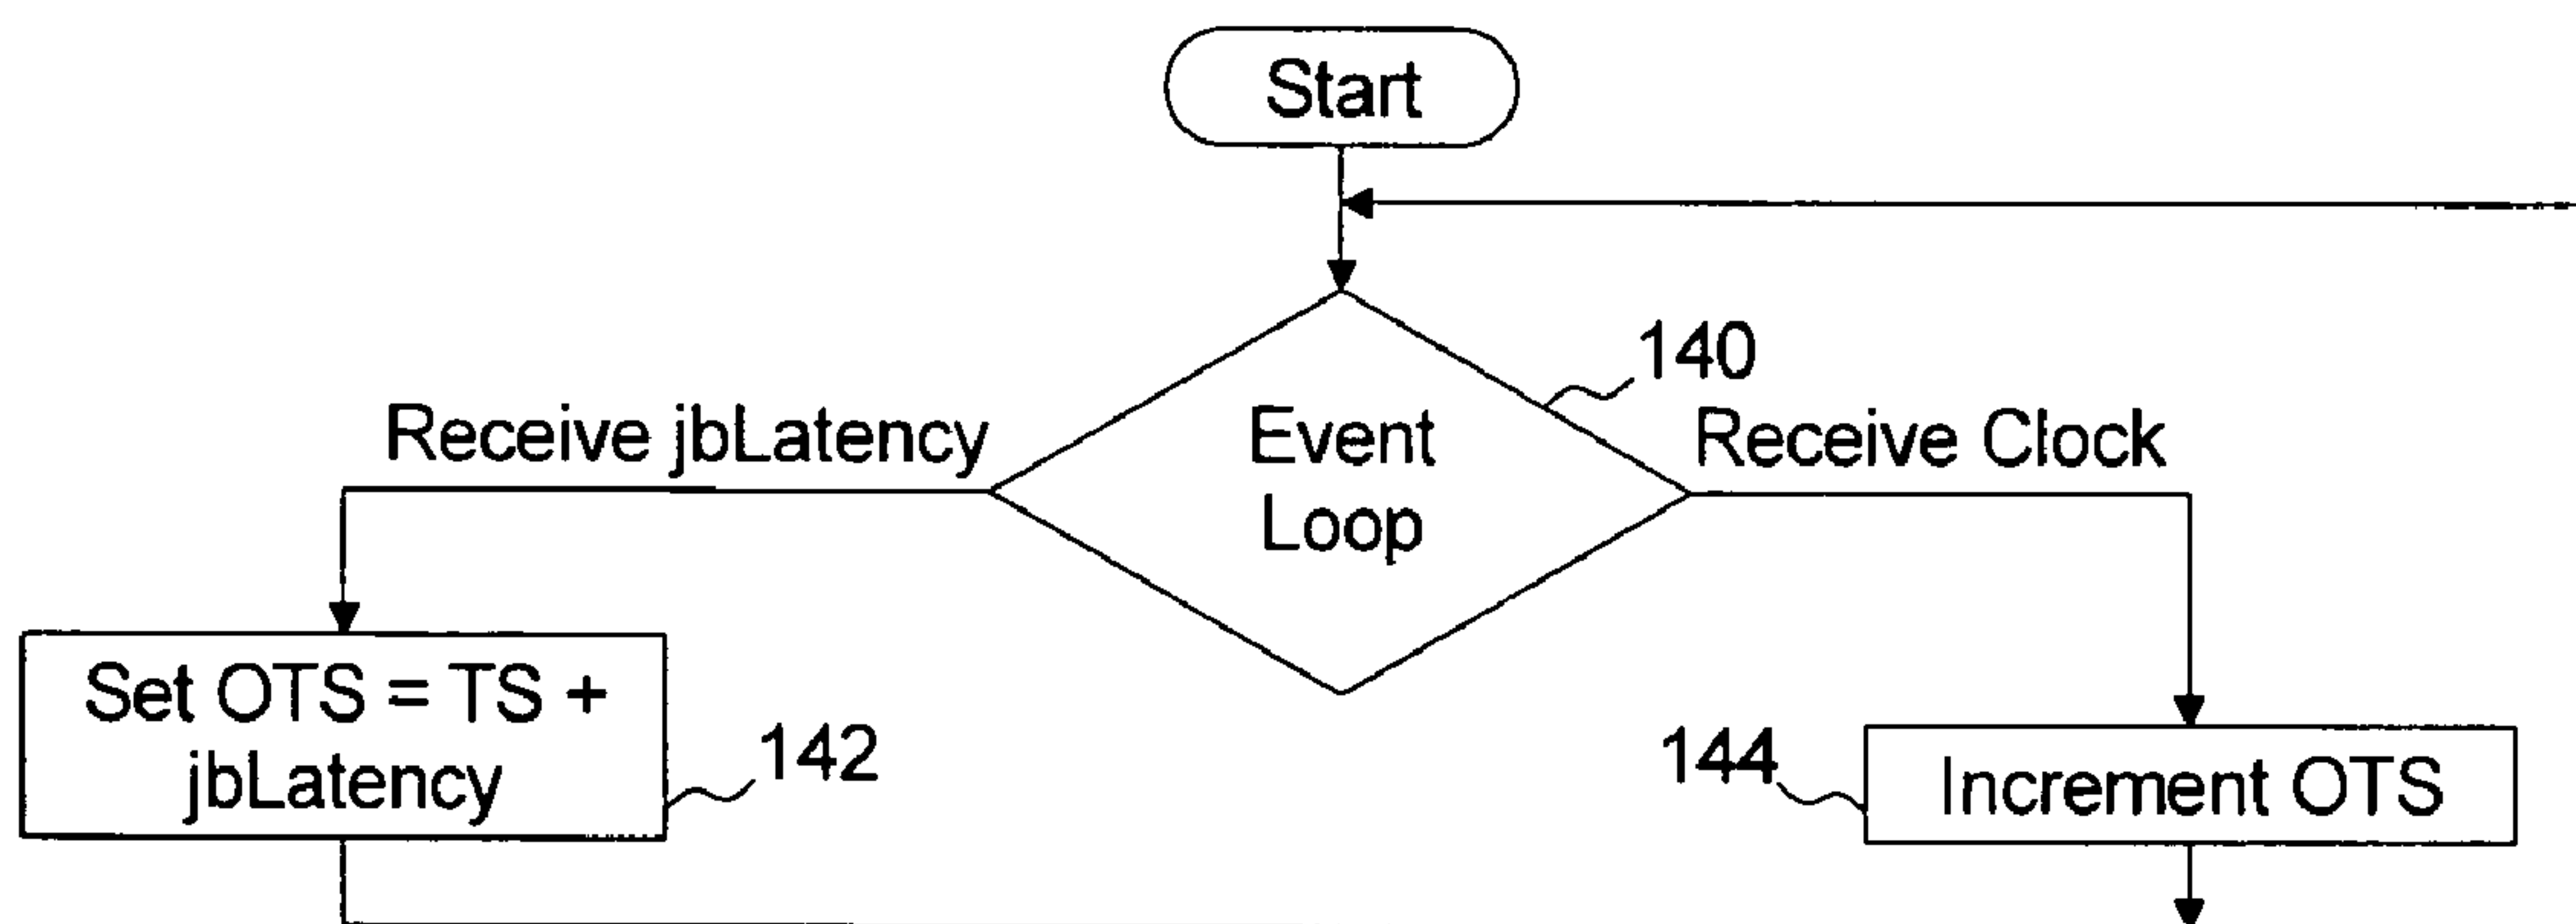 Start
140
Receive jbLatency
Event
Loop
Receive Clock
Set OTS = TS +
jbLatency
142
144
Increment OTS